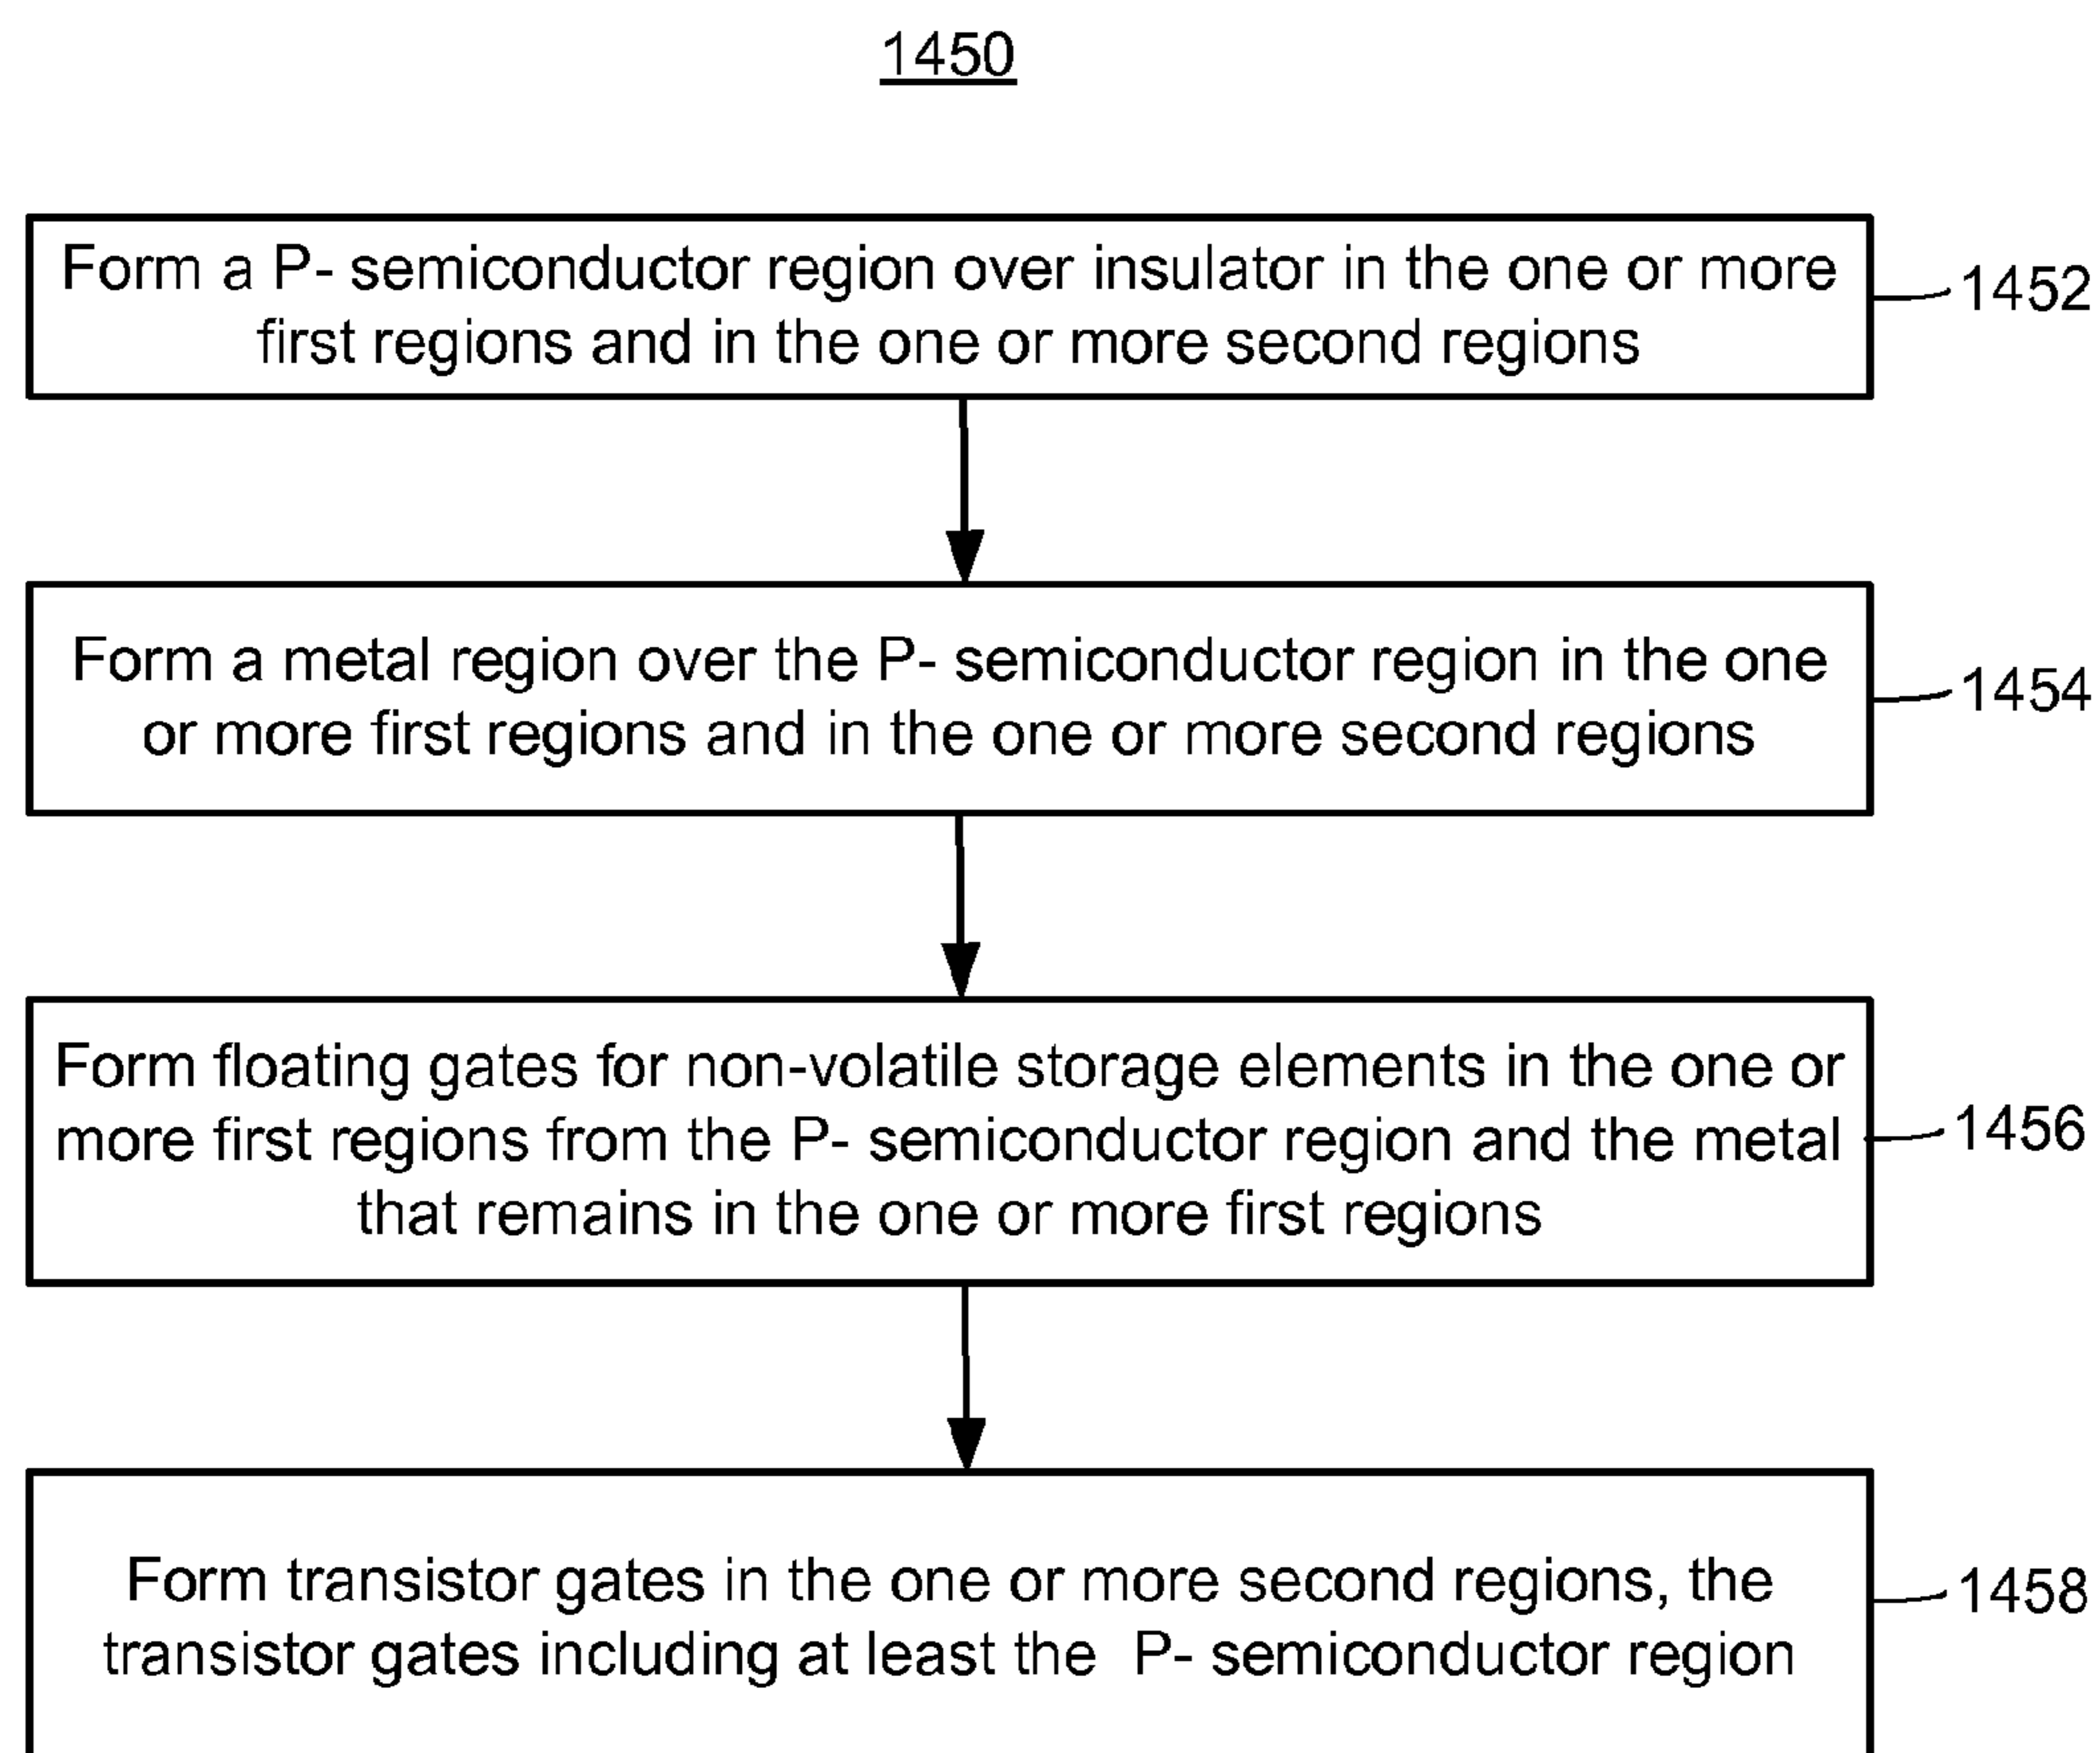 1450
Form a P- semiconductor region over insulator in the one or more
first regions and in the one or more second regions
1452
Form a metal region over the P- semiconductor region in the one
or more first regions and in the one or more second regions
1454
Form floating gates for non-volatile storage elements in the one or
more first regions from the P- semiconductor region and the metal
that remains in the one or more first regions
1456
Form transistor gates in the one or more second regions, the
transistor gates including at least the P- semiconductor region
1458